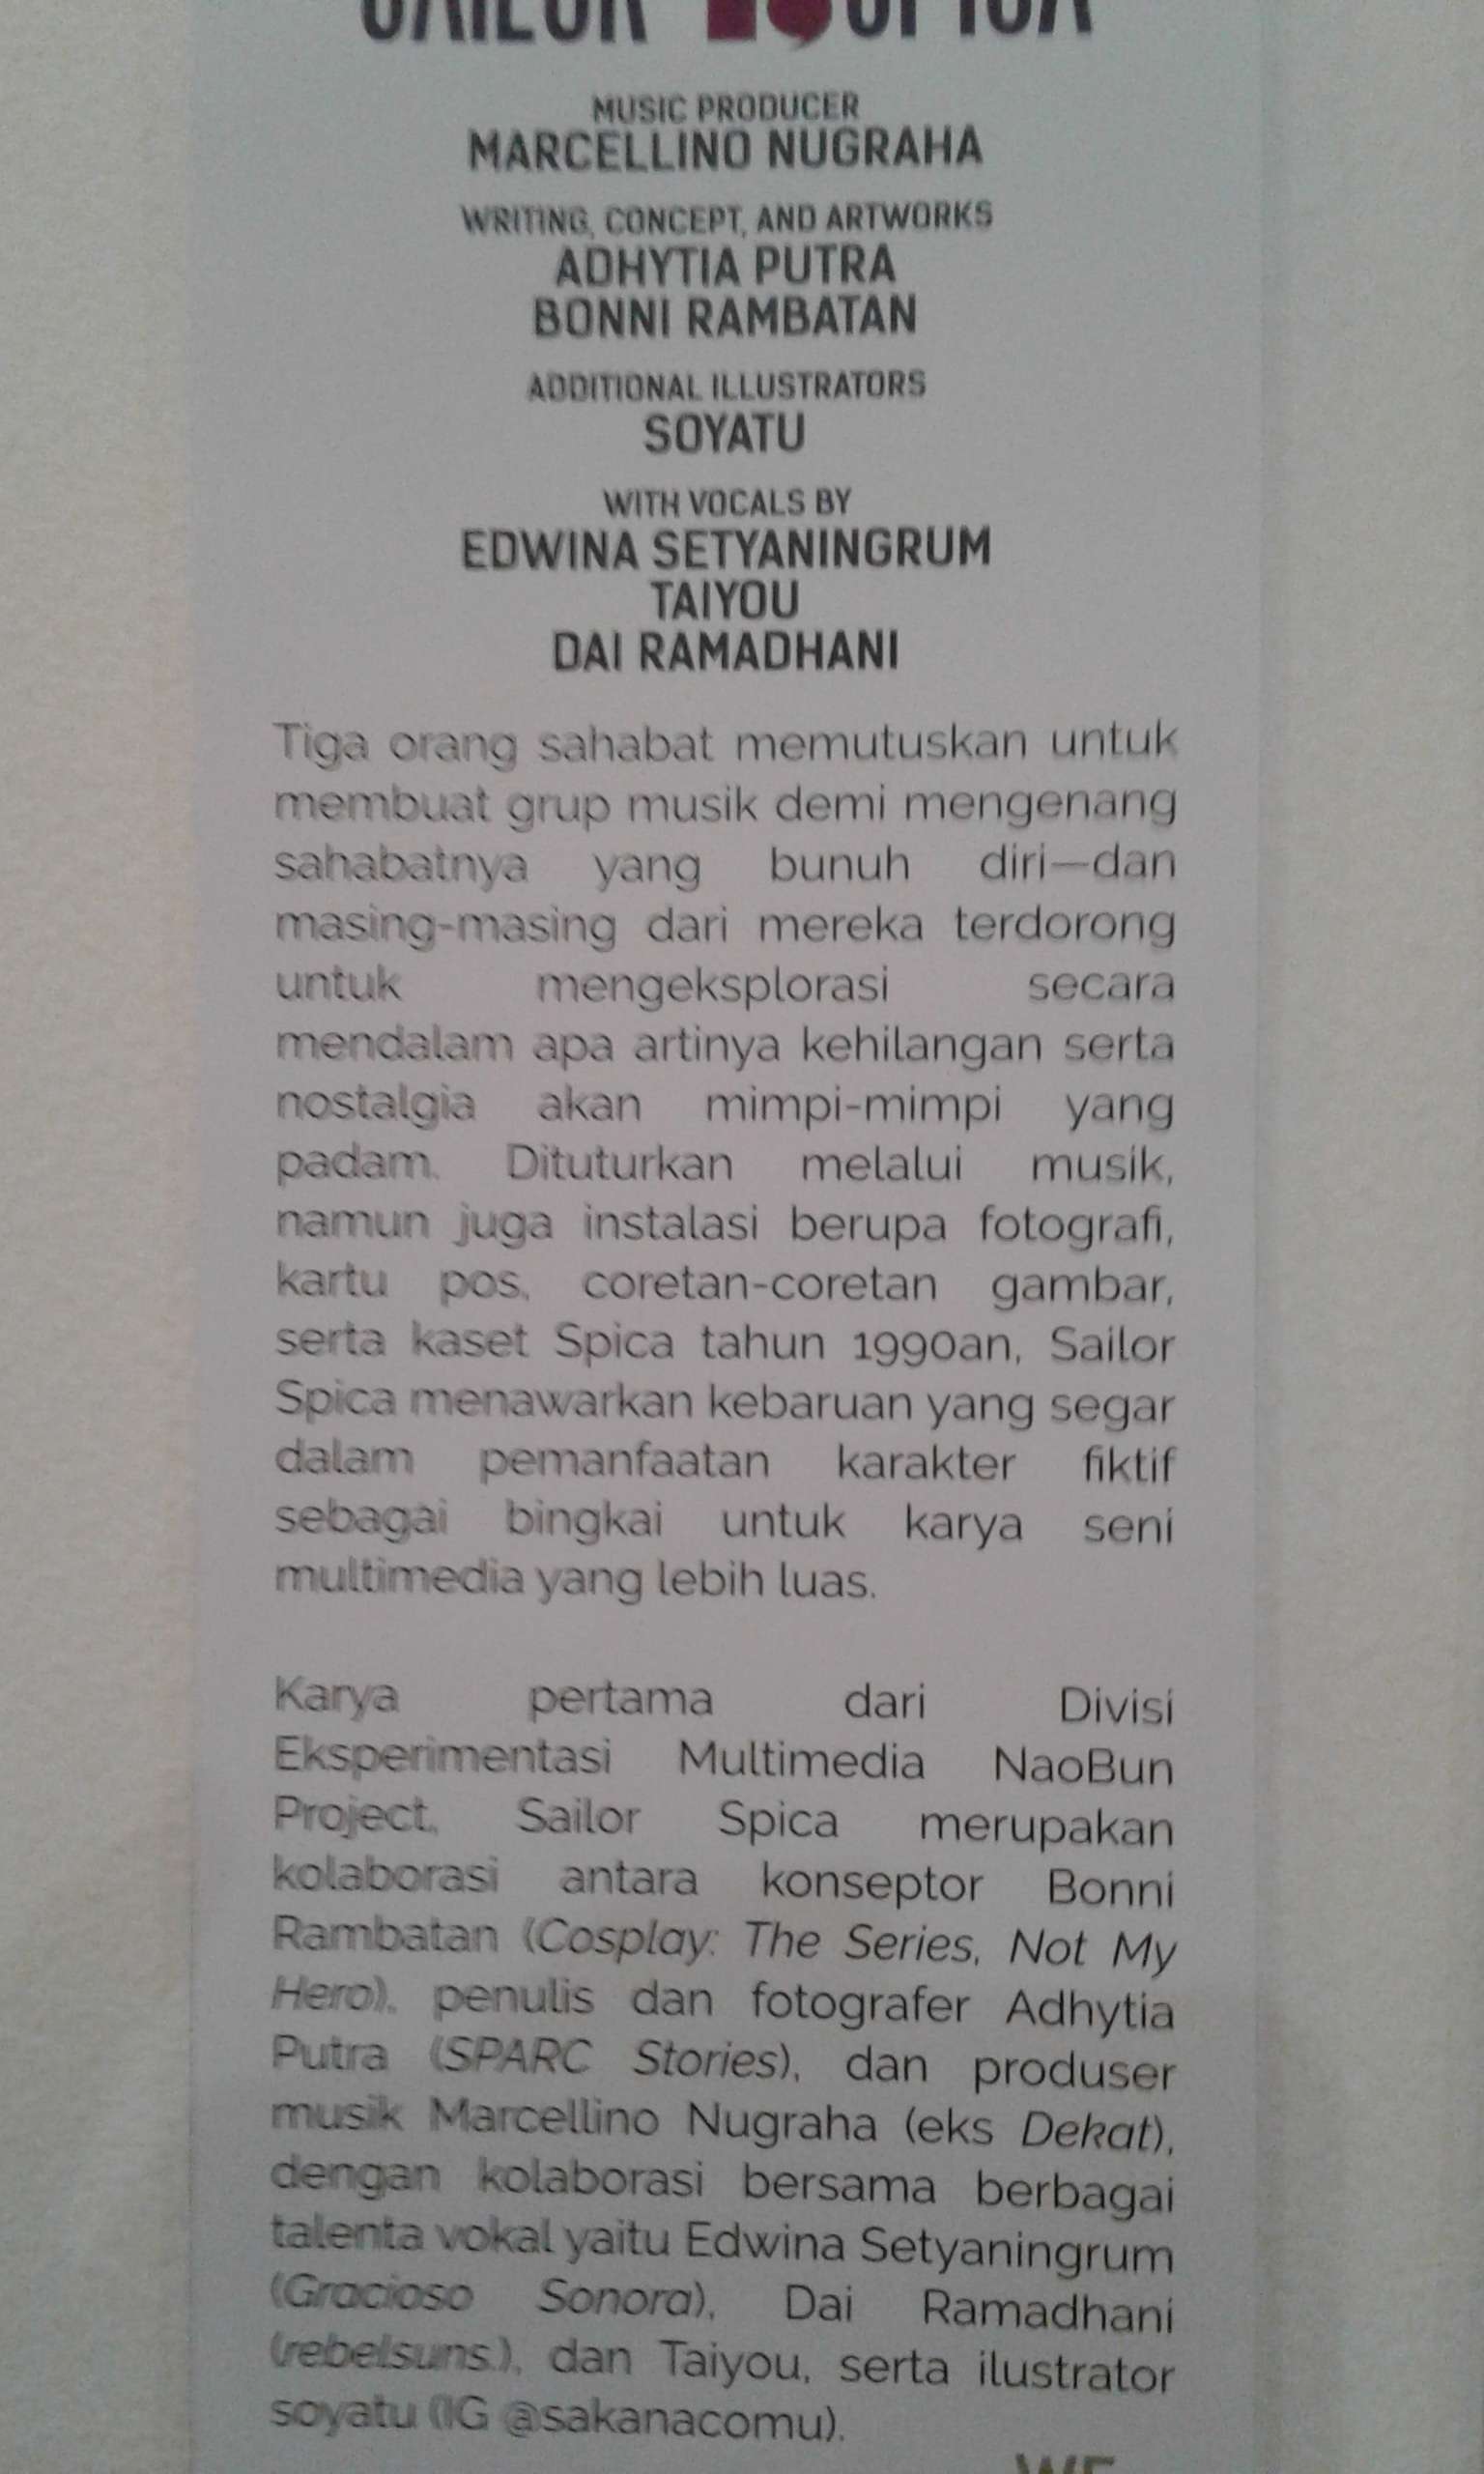 SAILOR SPICA
MUSIC PRODUCER
MARCELLINO NUGRAHA
WRITING, CONCEPT, AND ARTWORKS
ADHYTIA PUTRA
BONNI RAMBATAN
ADDITIONAL ILLUSTRATORS
SOYATU
WITH VOCALS BY
EDWINA SETYANINGRUM
TAIYOU
DAI RAMADHANI
Tiga orang sahabat memutuskan untuk
membuat grup musik demi mengenang
sahabatnya yang bunuh diri—dan
masing-masing dari mereka terdorong
untuk mengeksplorasi secara
mendalam apa artinya kehilangan serta
nostalgia akan mimpi-mimpi yang
padam. Dituturkan melalui musik,
namun juga instalasi berupa fotografi,
kartu pos, coretan-coretan gambar,
serta kaset Spica tahun 1990an, Sailor
Spica menawarkan kebaruan yang segar
dalam pemanfaatan karakter fiktif
sebagai bingkai untuk karya seni
multimedia yang lebih luas.
Karya pertama dari Divisi
Eksperimentasi Multimedia NaoBun
Project, Sailor Spica merupakan
kolaborasi antara konseptor Bonni
Rambatan (Cosplay: The Series, Not My
Hero), penulis dan fotografer Adhytia
Putra (SPARC Stories), dan produser
musik Marcellino Nugraha (eks Dekat),
dengan kolaborasi bersama berbagai
talenta vokal yaitu Edwina Setyaningrum
(Gracioso Sonora), Dai Ramadhani
(rebelsuns.), dan Taiyou, serta ilustrator
soyatu (IG @sakanacomu).
WE